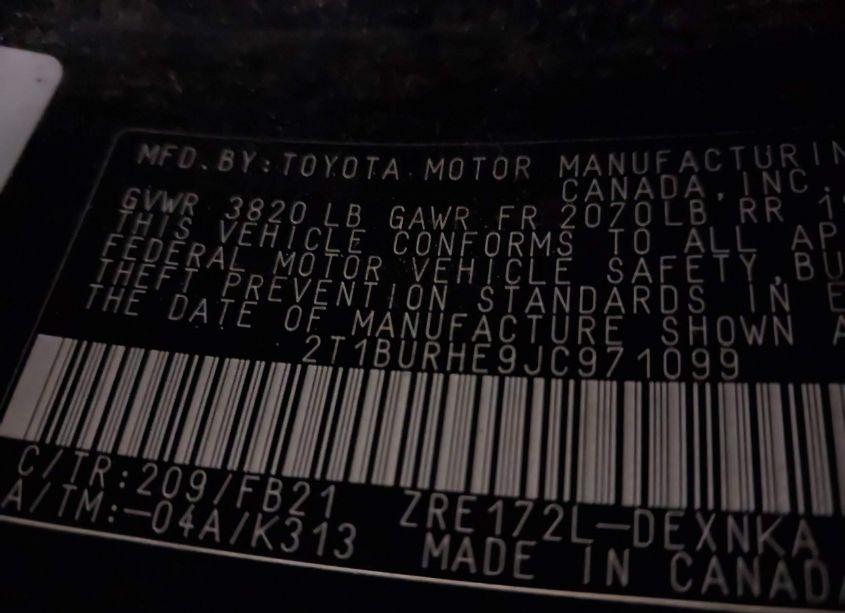 MFD. BY: TOYOTA MOTOR MANUFACTURIN
CANADA, INC.
GVWR 3820 LB GAWR FR 2070LB RR 19
THIS VEHICLE CONFORMS TO ALL AP
FEDERAL MOTOR VEHICLE SAFETY, BU
THEFT PREVENTION STANDARDS IN E
THE DATE OF MANUFACTURE SHOWN A
2T1BURHE9JC971099
C/TR:209/FB21 ZRE172L-DEXNKA
A/TM:-04A/K313 MADE IN CANADA